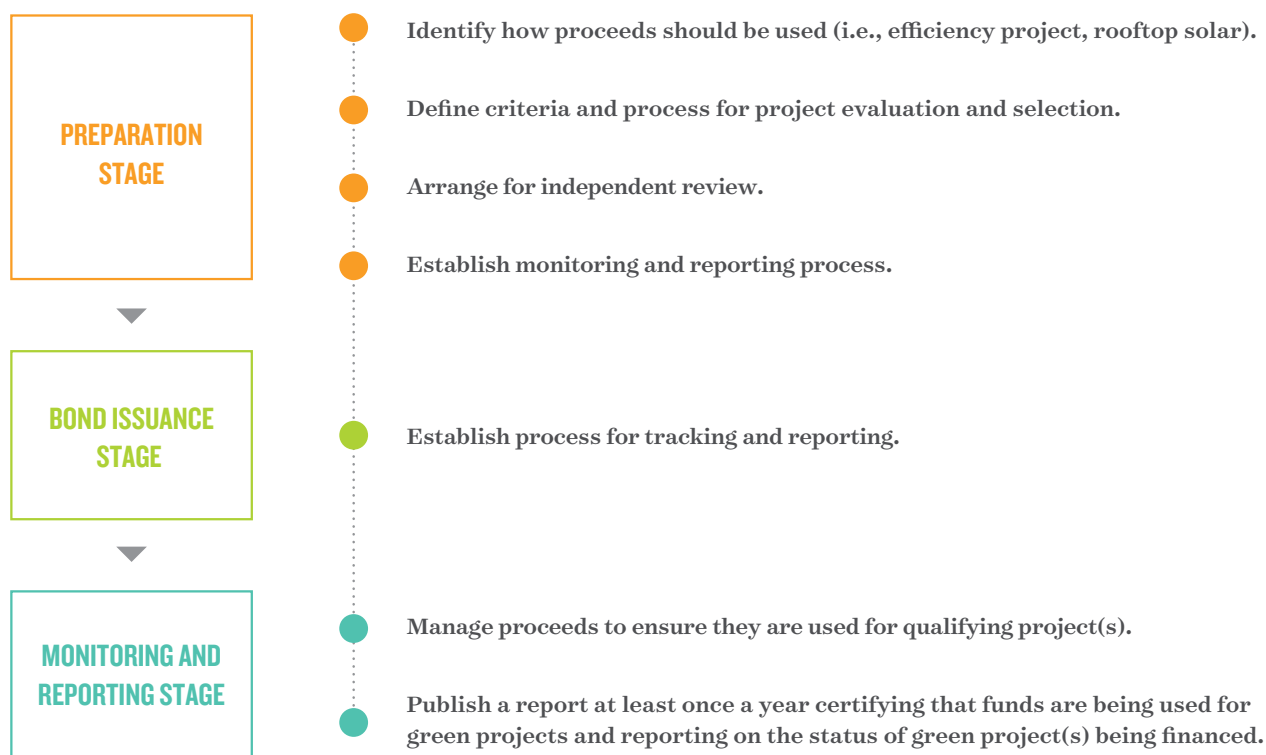 PREPARATION
STAGE
Identify how proceeds should be used (i.e., efficiency project, rooftop solar).
Define criteria and process for project evaluation and selection.
Arrange for independent review.
Establish monitoring and reporting process.
BOND ISSUANCE
STAGE
Establish process for tracking and reporting.
MONITORING AND
REPORTING STAGE
Manage proceeds to ensure they are used for qualifying project(s).
Publish a report at least once a year certifying that funds are being used for
green projects and reporting on the status of green project(s) being financed.